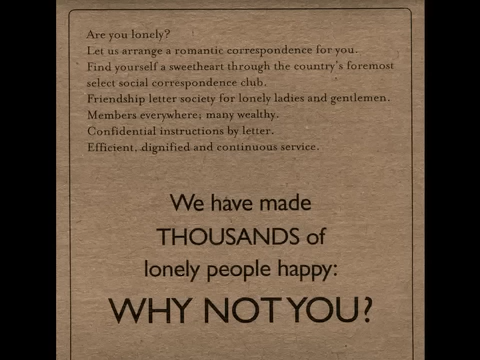 Are you lonely?
Let us arrange a romantic correspondence for you.
Find yourself a sweetheart through the country's foremost
select social correspondence club.
Friendship letter society for lonely ladies and gentlemen.
Members everywhere; many wealthy.
Confidential instructions by letter.
Efficient, dignified and continuous service.
We have made
THOUSANDS of
lonely people happy:
WHY NOT YOU?